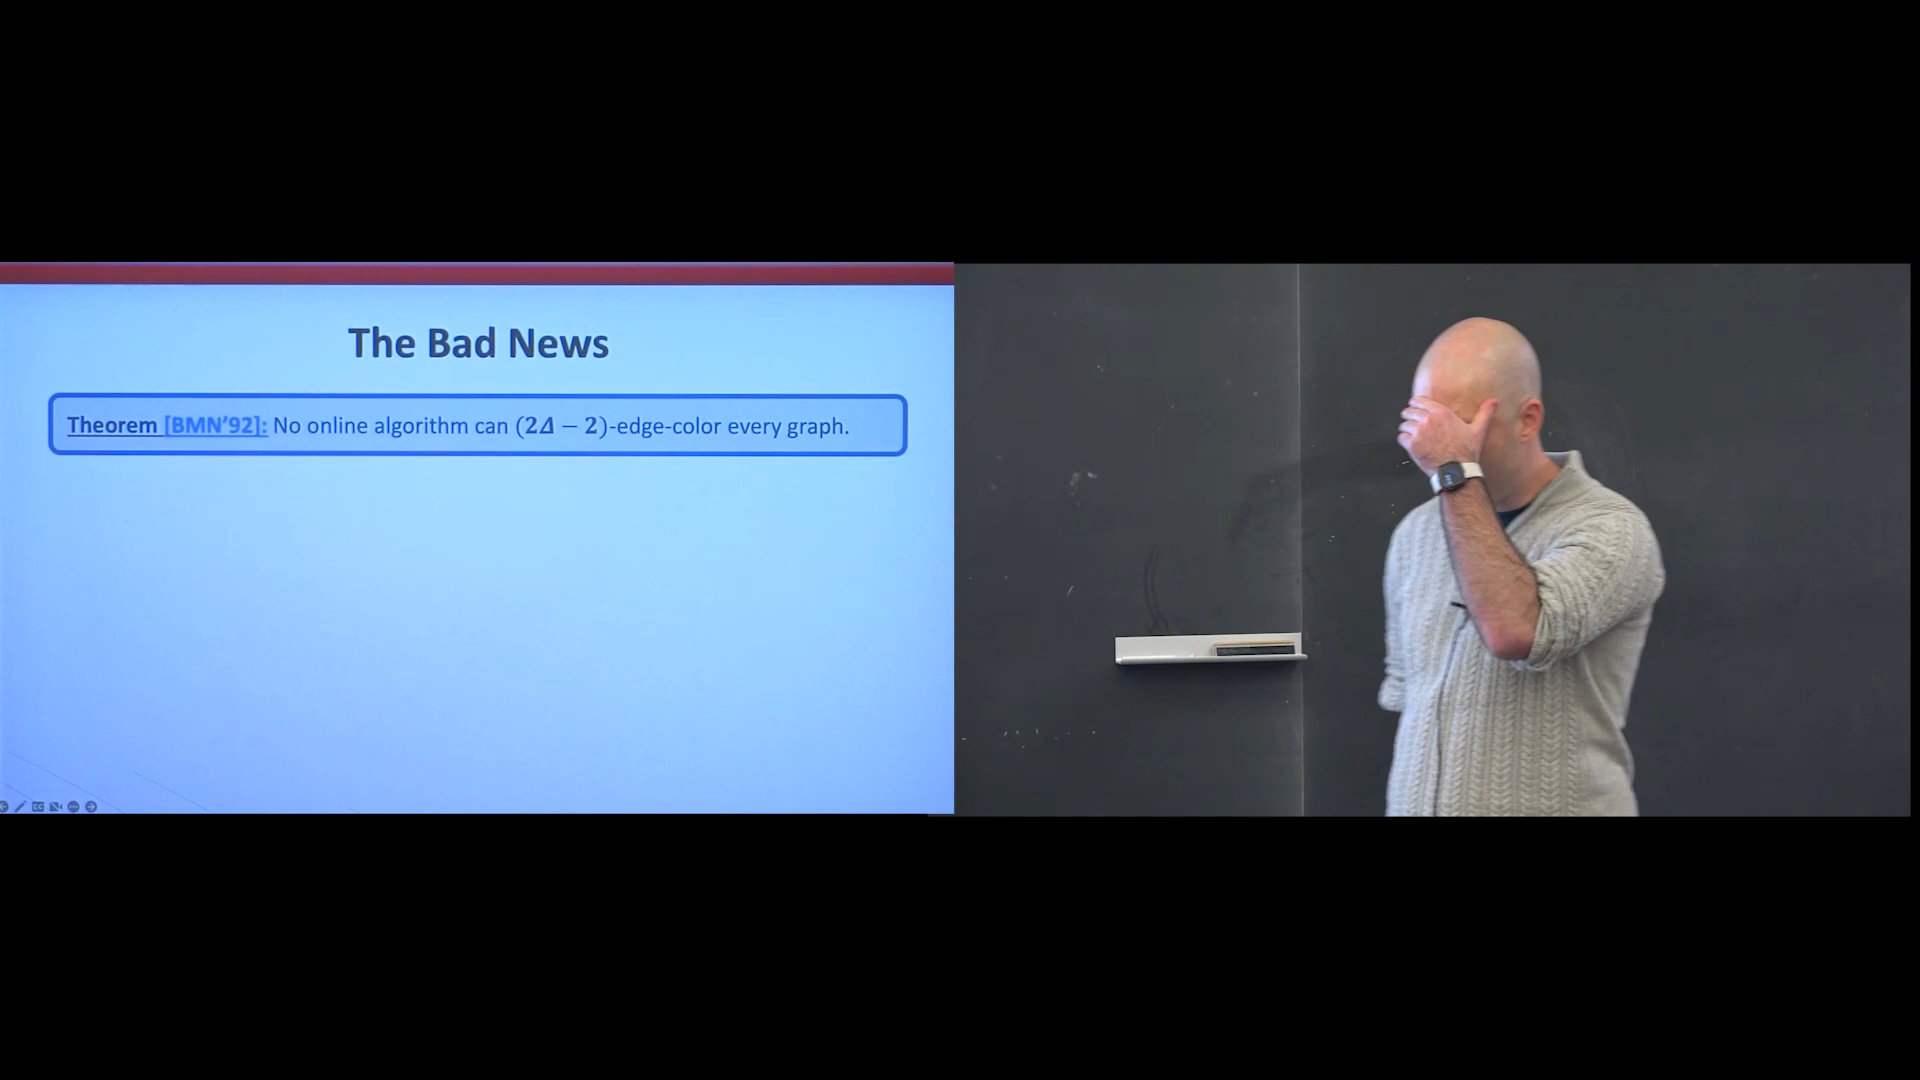 The Bad News
Theorem [BMN'92]: No online algorithm can (2Δ − 2)-edge-color every graph.